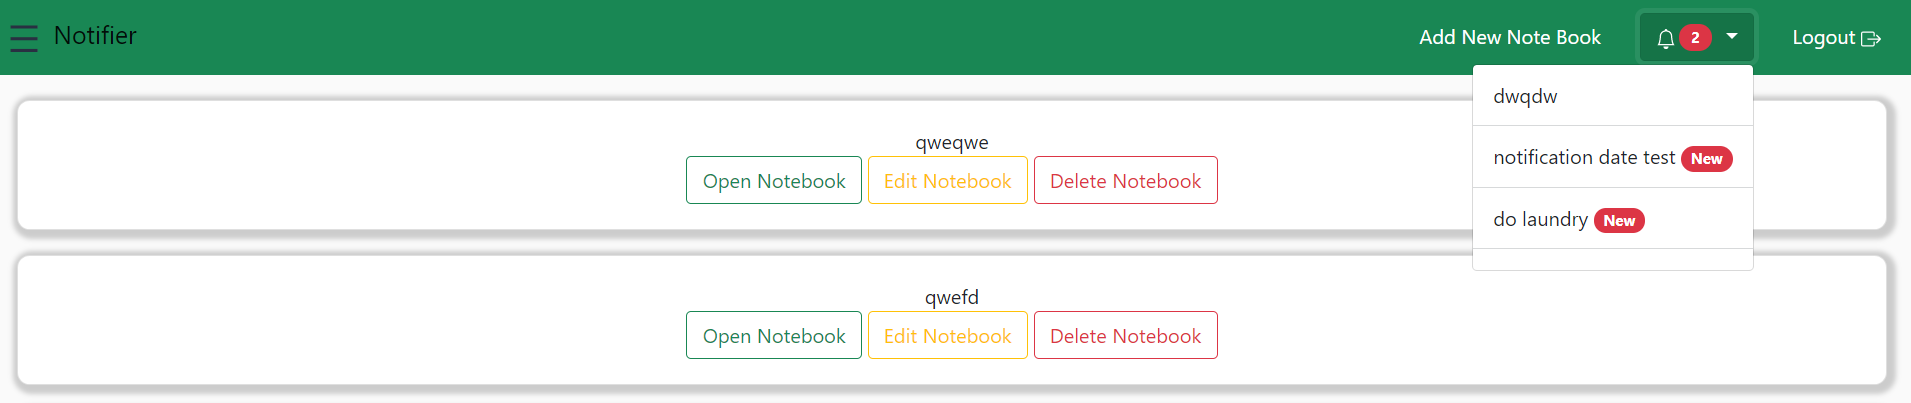 Notifier
Add New Note Book
2
Logout
dwqdw
notification date test New
do laundry New
qweqwe
Open Notebook
Edit Notebook
Delete Notebook
qwefd
Open Notebook
Edit Notebook
Delete Notebook